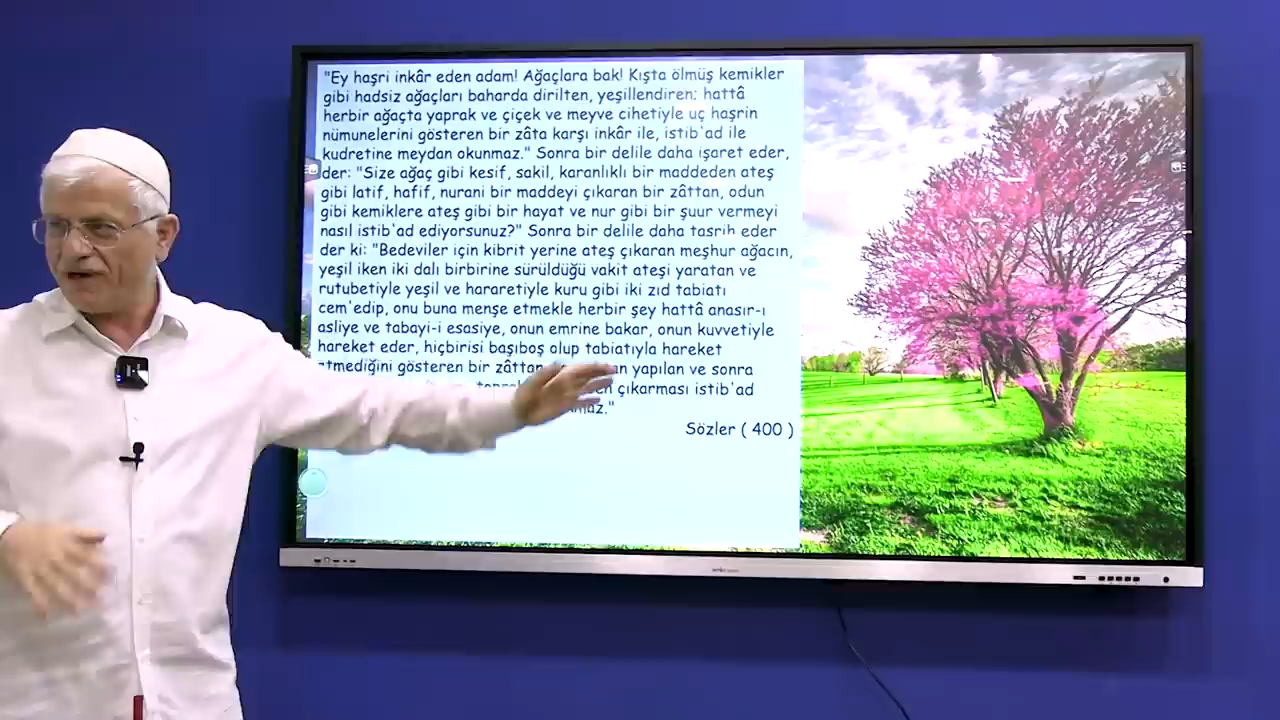 "Ey haşri inkâr eden adam! Ağaçlara bak! Kışta ölmüş kemikler
gibi hadsiz ağaçları baharda dirilten, yeşillendiren; hattâ
herbir ağaçta yaprak ve çiçek ve meyve cihetiyle üç haşrin
nümunelerini gösteren bir zâta karşı inkâr ile, istib'ad ile
kudretine meydan okunmaz." Sonra bir delile daha işaret eder,
der: "Size ağaç gibi kesif, sakil, karanlıklı bir maddeden ateş
gibi latif, hafif, nurani bir maddeyi çıkaran bir zâttan, odun
gibi kemiklere ateş gibi bir hayat ve nur gibi bir şuur vermeyi
nasıl istib'ad ediyorsunuz?" Sonra bir delile daha tasrih eder
der ki: "Bedeviler için kibrit yerine ateş çıkaran meşhur ağacın,
yeşil iken iki dalı birbirine sürüldüğü vakit ateşi yaratan ve
rutubetiyle yeşil ve hararetiyle kuru gibi iki zıd tabiatı
cem'edip, onu buna menşe etmekle herbir şey hattâ anasır-ı
asliye ve tabayi-i esasiye, onun emrine bakar, onun kuvvetiyle
hareket eder, hiçbirisi başıboş olup tabiatıyla hareket
etmediğini gösteren bir zâttan yapılan ve sonra
çıkarması istib'ad
Sözler ( 400 )